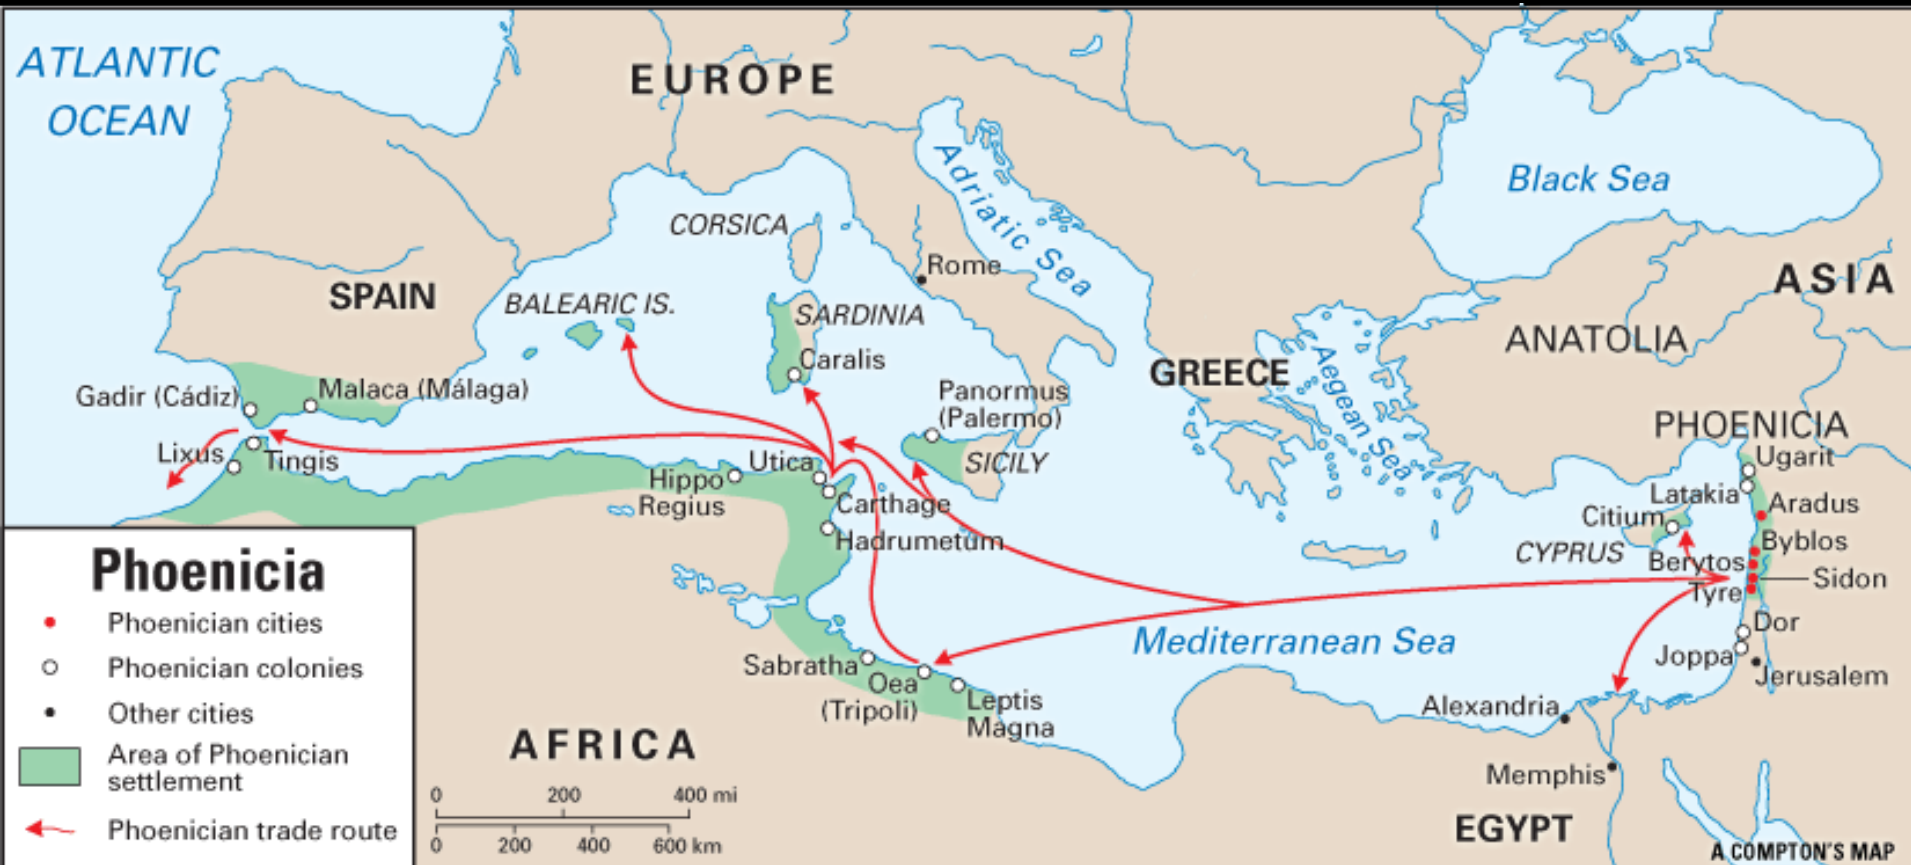 ATLANTIC
OCEAN
EUROPE
Adriatic Sea
Black Sea
CORSICA
Rome
ASIA
SPAIN
BALEARIC IS.
SARDINIA
ANATOLIA
Caralis
GREECE
Aegean Sea
Gadir (Cádiz)
Malaca (Málaga)
Panormus
(Palermo)
PHOENICIA
Lixus
Tingis
Utica
SICILY
Ugarit
Hippo
Regius
Carthage
Latakia
Aradus
Citium
Hadrumetum
CYPRUS
Byblos
Berytos
Sidon
Tyre
Dor
Mediterranean Sea
Joppa
Jerusalem
Sabratha
Oea
(Tripoli)
Leptis
Magna
Alexandria
AFRICA
Memphis
EGYPT
Phoenicia
Phoenician cities
Phoenician colonies
Other cities
Area of Phoenician
settlement
Phoenician trade route
0 200 400 mi
0 200 400 600 km
A COMPTON'S MAP